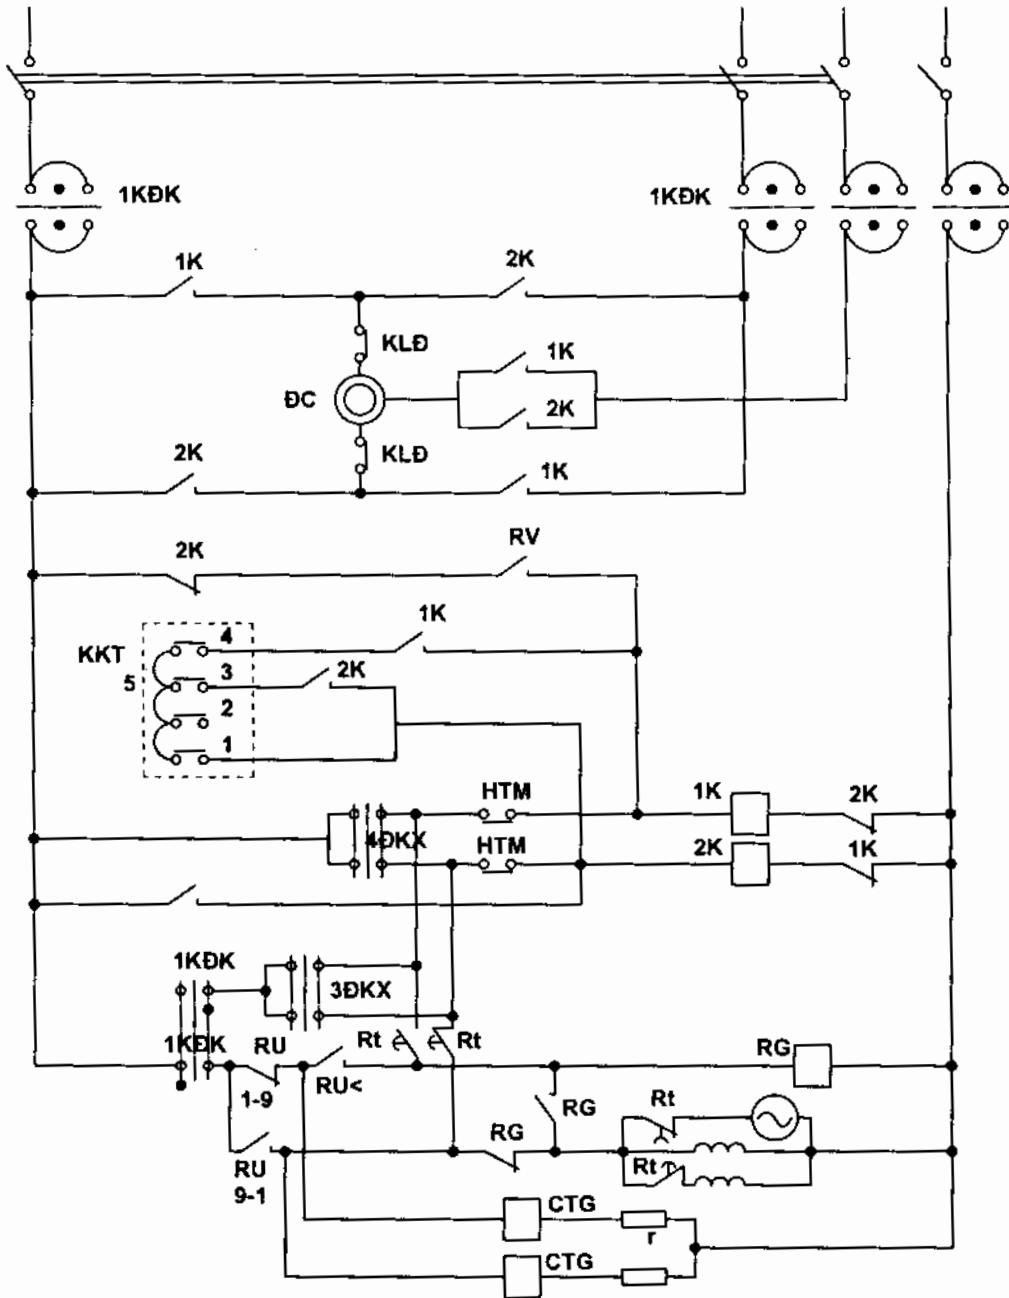 1KĐK
1KĐK
1K
2K
KLĐ
1K
ĐC
2K
KLĐ
2K
1K
2K
RV
1K
KKT
4
5
3
2K
2
1
HTM
1K
2K
4ĐKX
HTM
2K
1K
1KĐK
3ĐKX
1KĐK
RU
Rt
Rt
RG
1-9
RU<
Rt
RG
RG
RU
9-1
Rt
CTG
r
CTG